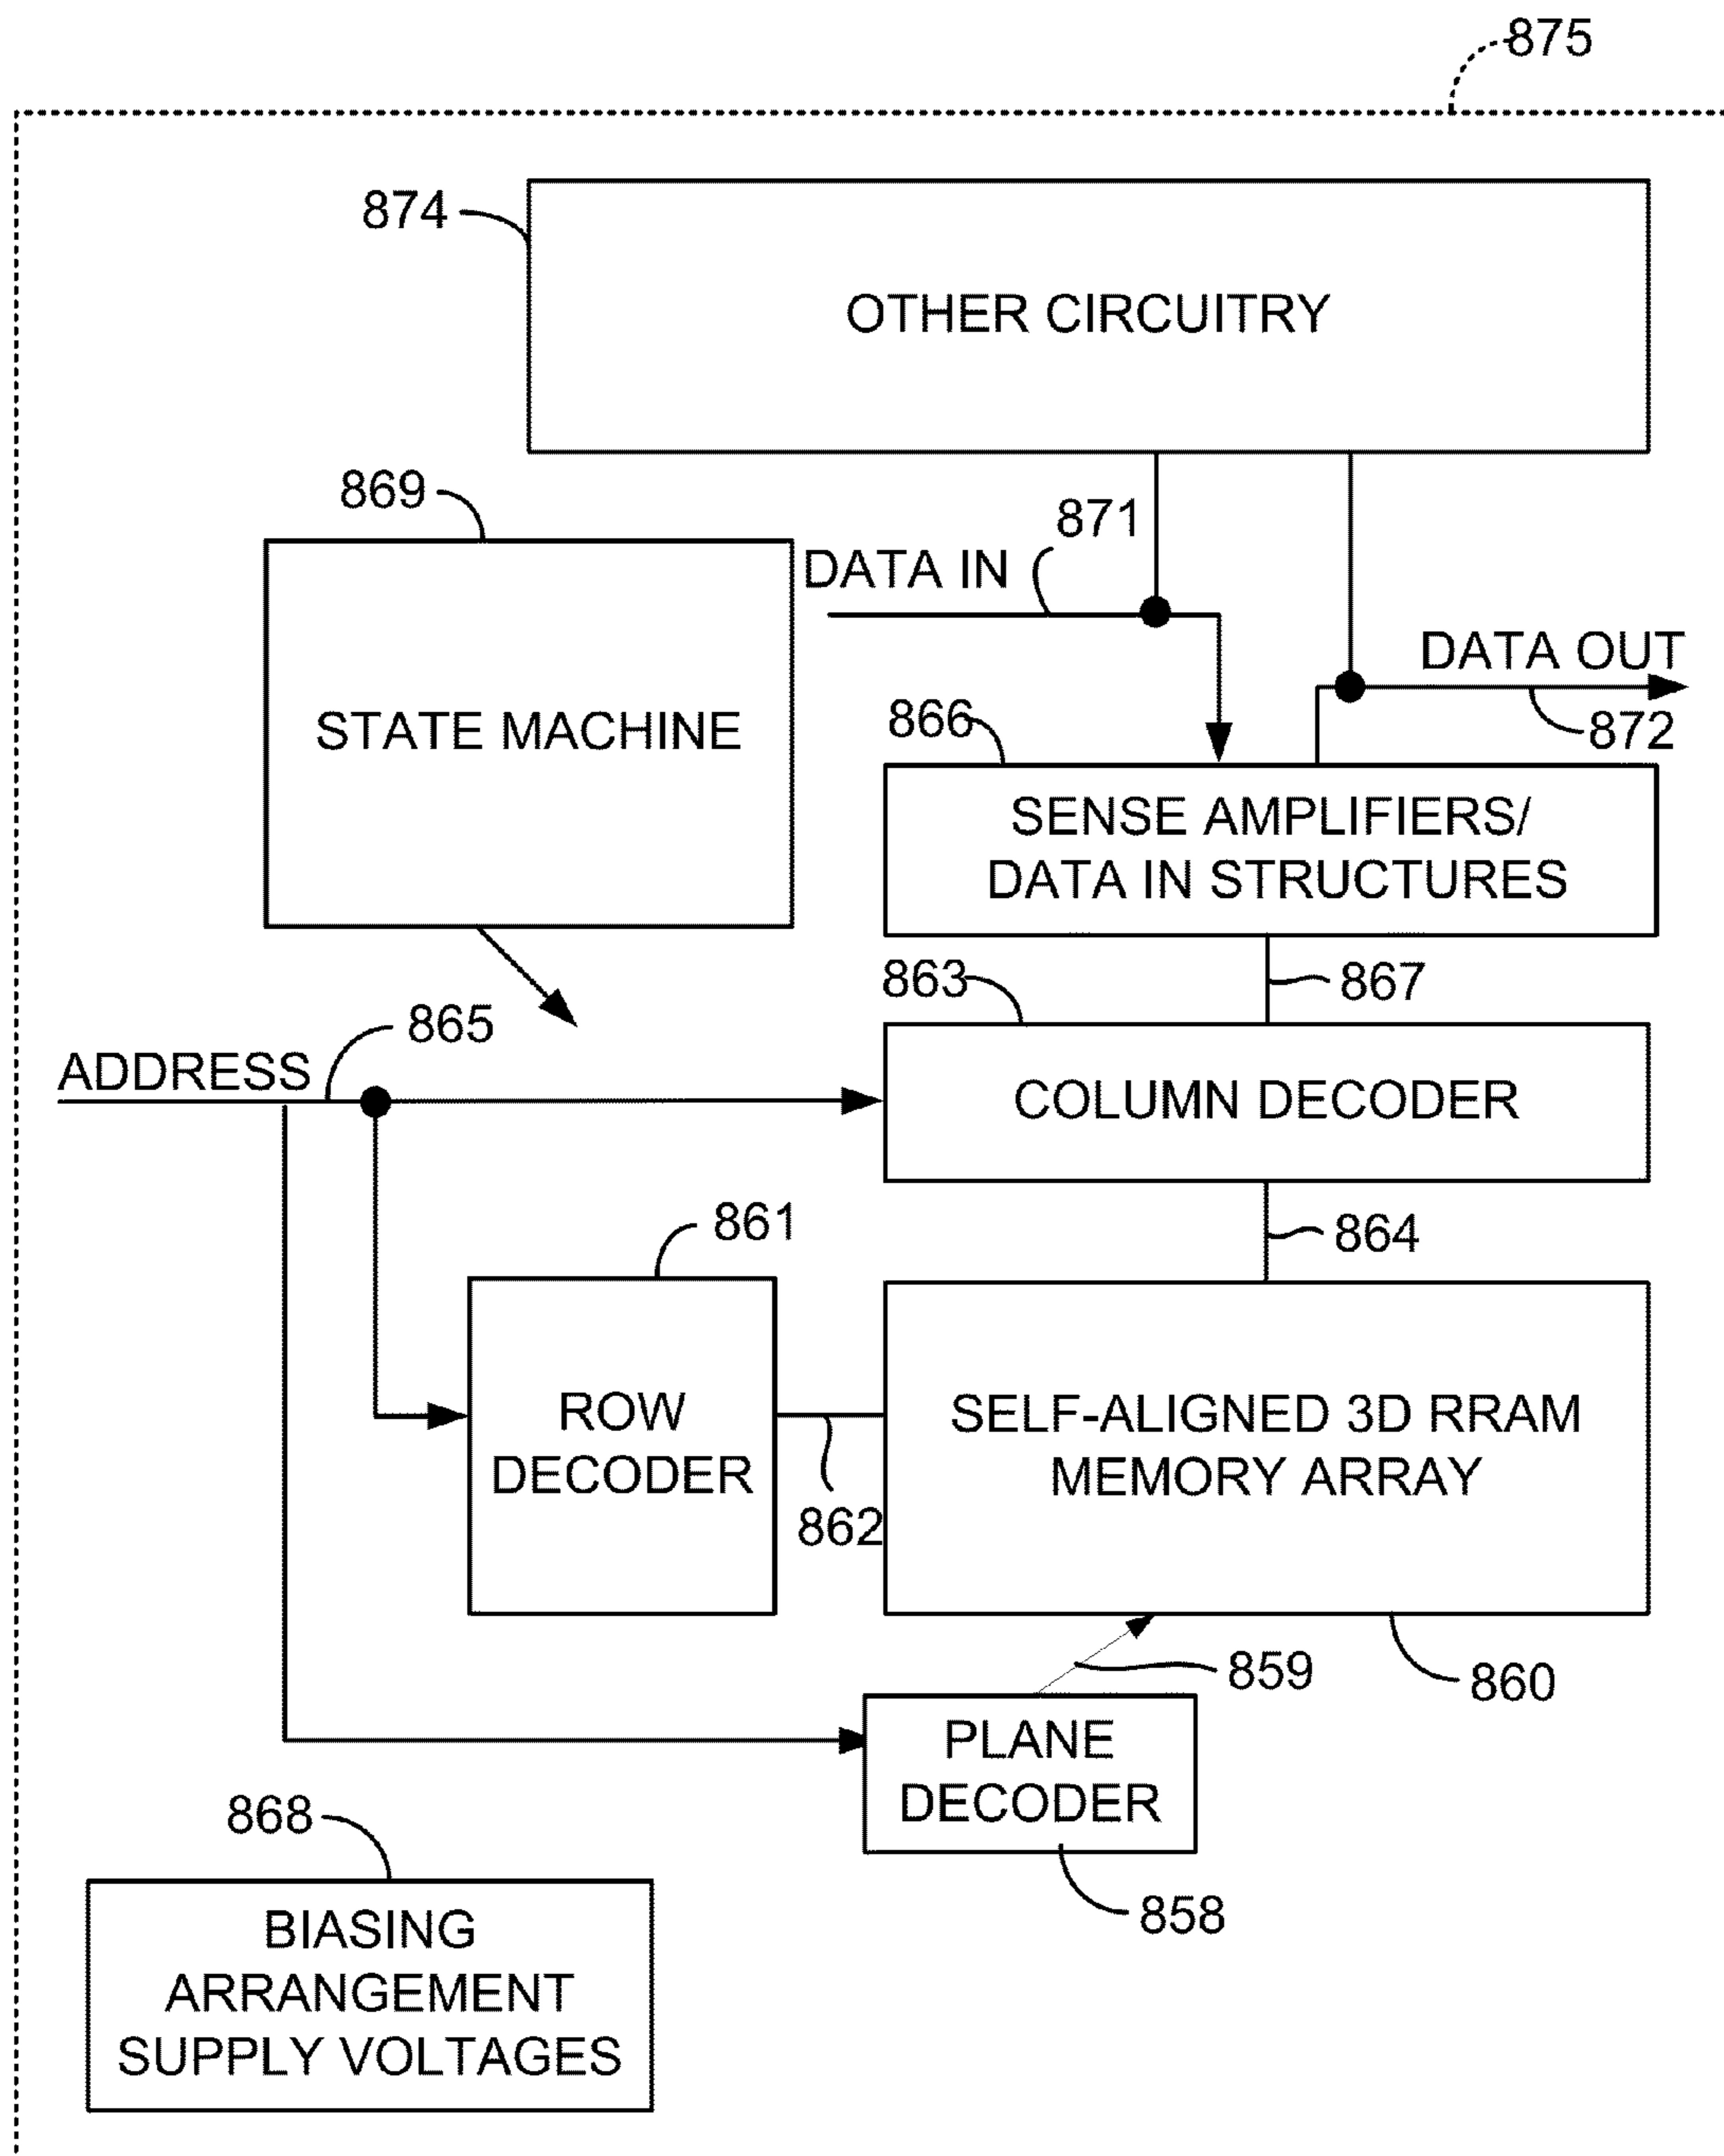 875
874
OTHER CIRCUITRY
869
871
DATA IN
STATE MACHINE
DATA OUT
866
872
SENSE AMPLIFIERS/
DATA IN STRUCTURES
863
867
865
ADDRESS
COLUMN DECODER
861
864
ROW
DECODER
SELF-ALIGNED 3D RRAM
MEMORY ARRAY
862
859
860
PLANE
DECODER
868
858
BIASING
ARRANGEMENT
SUPPLY VOLTAGES